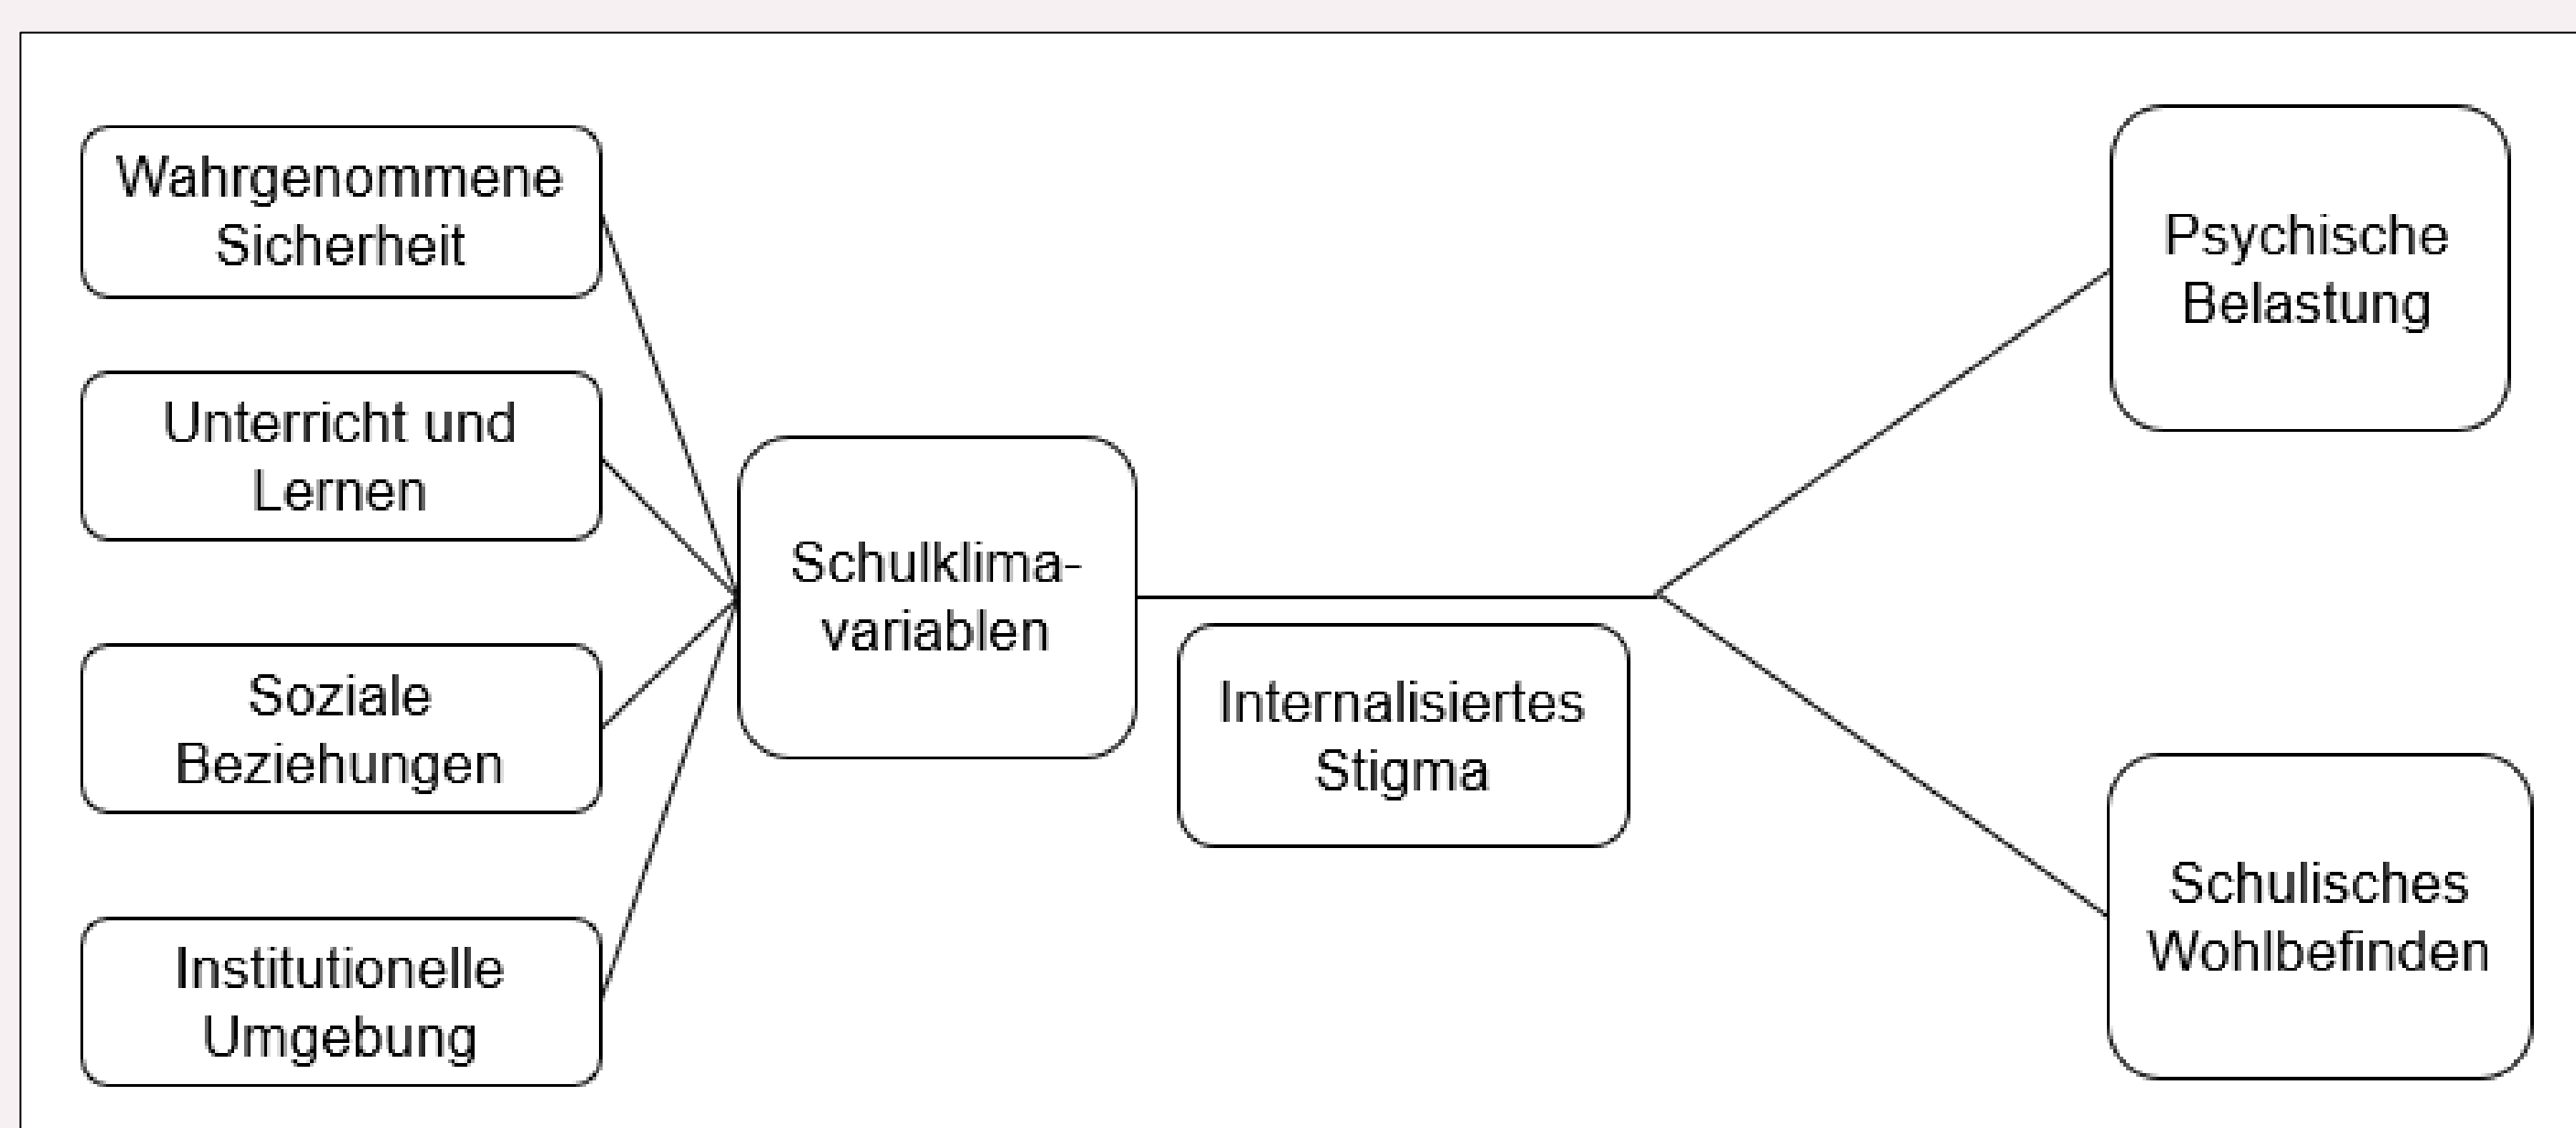 Wahrgenommene
Sicherheit
Unterricht und
Lernen
Soziale
Beziehungen
Institutionelle
Umgebung
Schulklima-
variablen
Internalisiertes
Stigma
Psychische
Belastung
Schulisches
Wohlbefinden